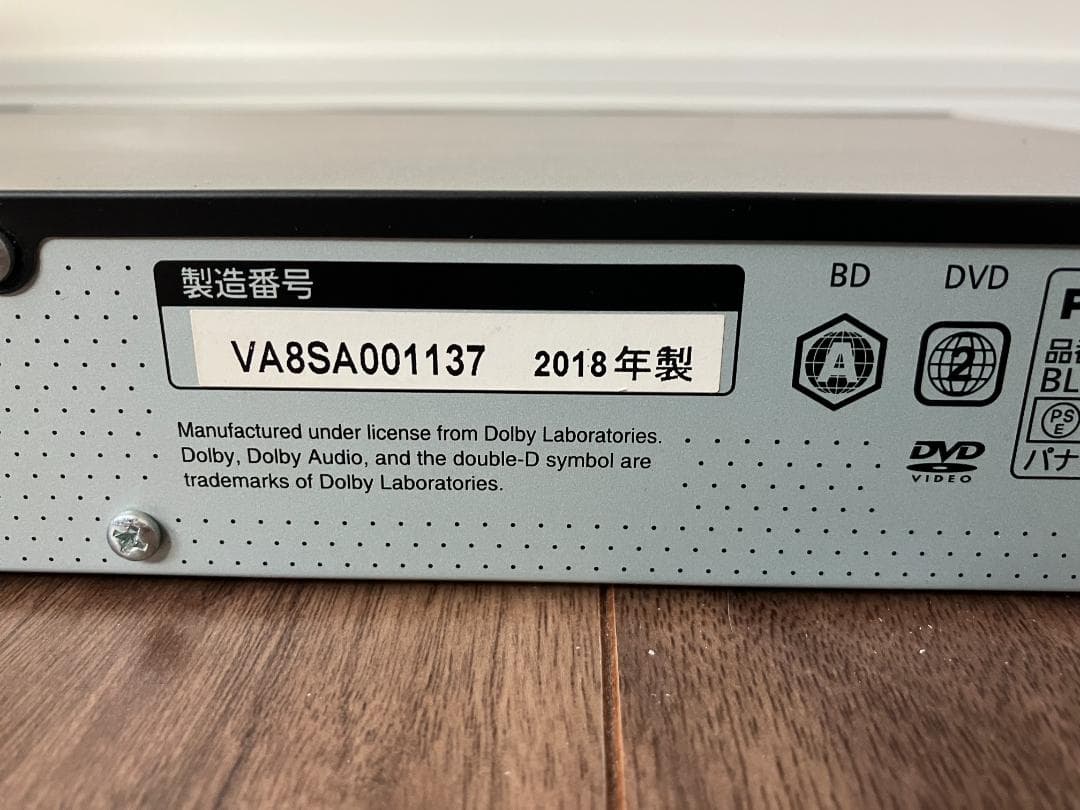 製造番号
VA8SA001137 2018年製
Manufactured under license from Dolby Laboratories.
Dolby, Dolby Audio, and the double-D symbol are
trademarks of Dolby Laboratories.
BD DVD
A 2
DVD
VIDEO
P
品番
BL
PS
E
パナ